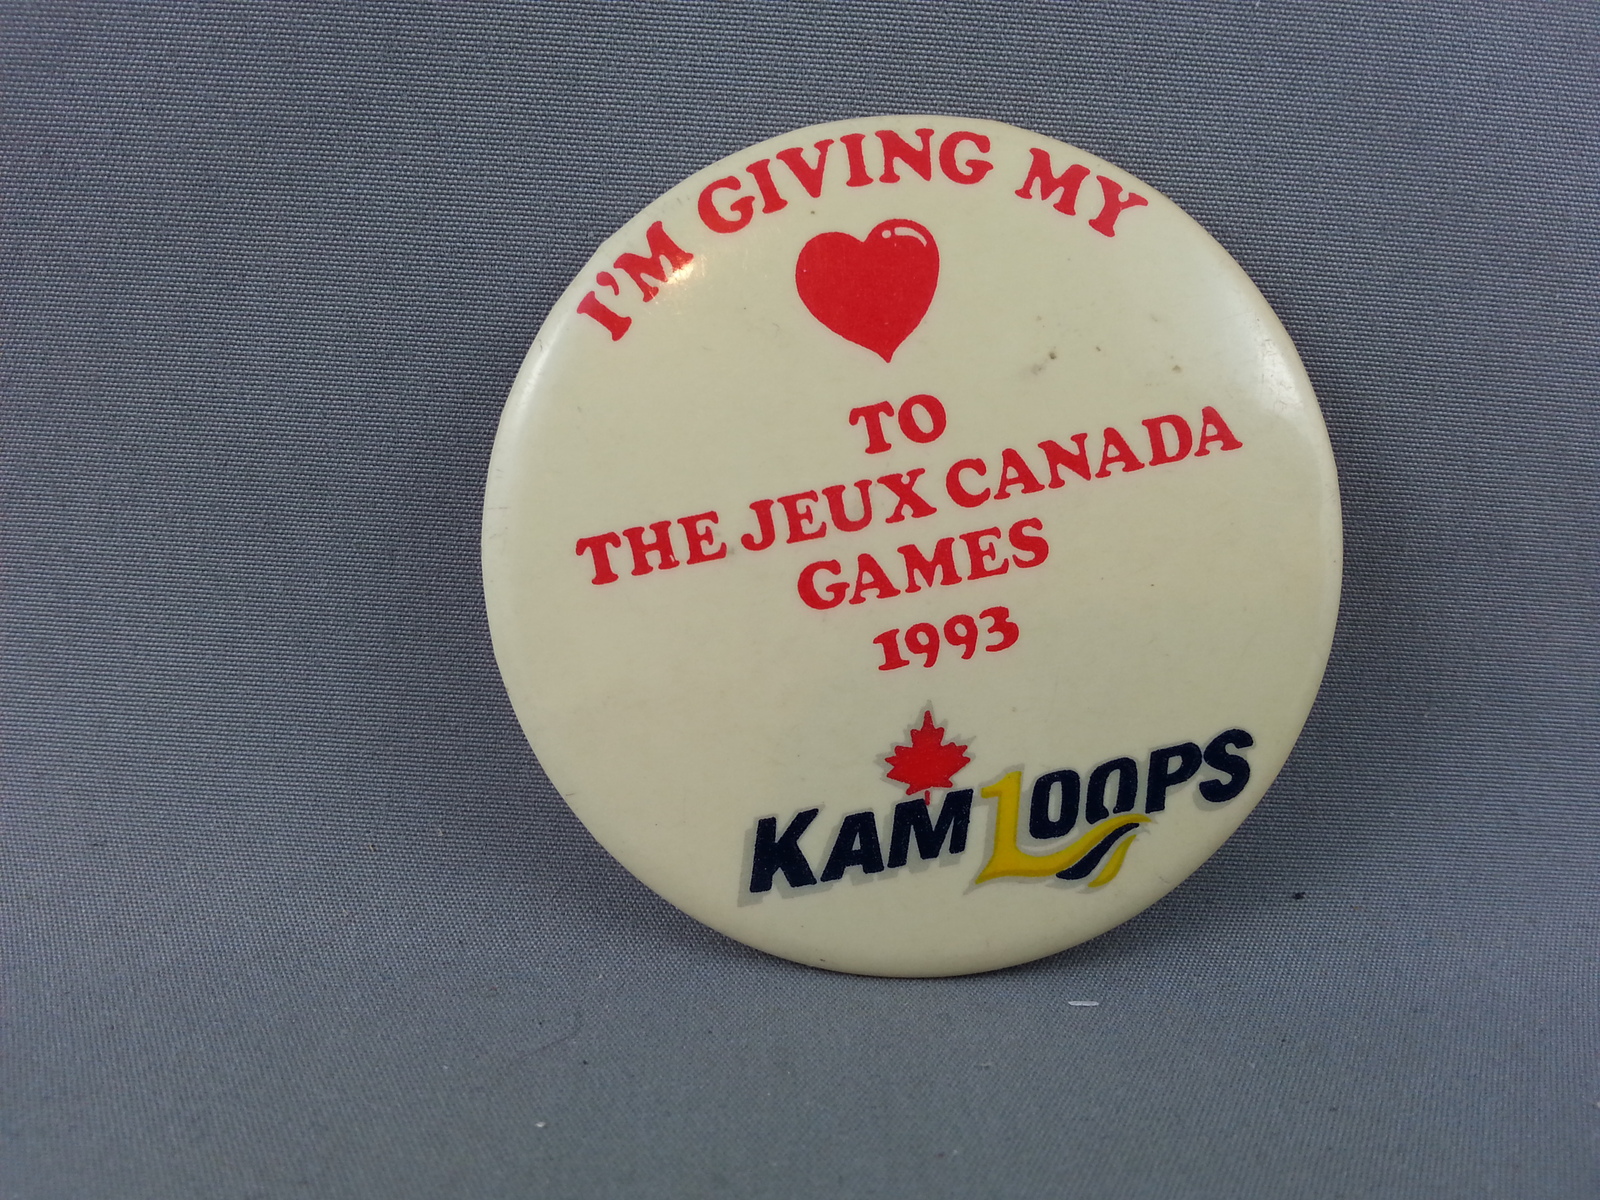 I'M GIVING MY
TO
THE JEUX CANADA
GAMES
1993
KAMLOOPS